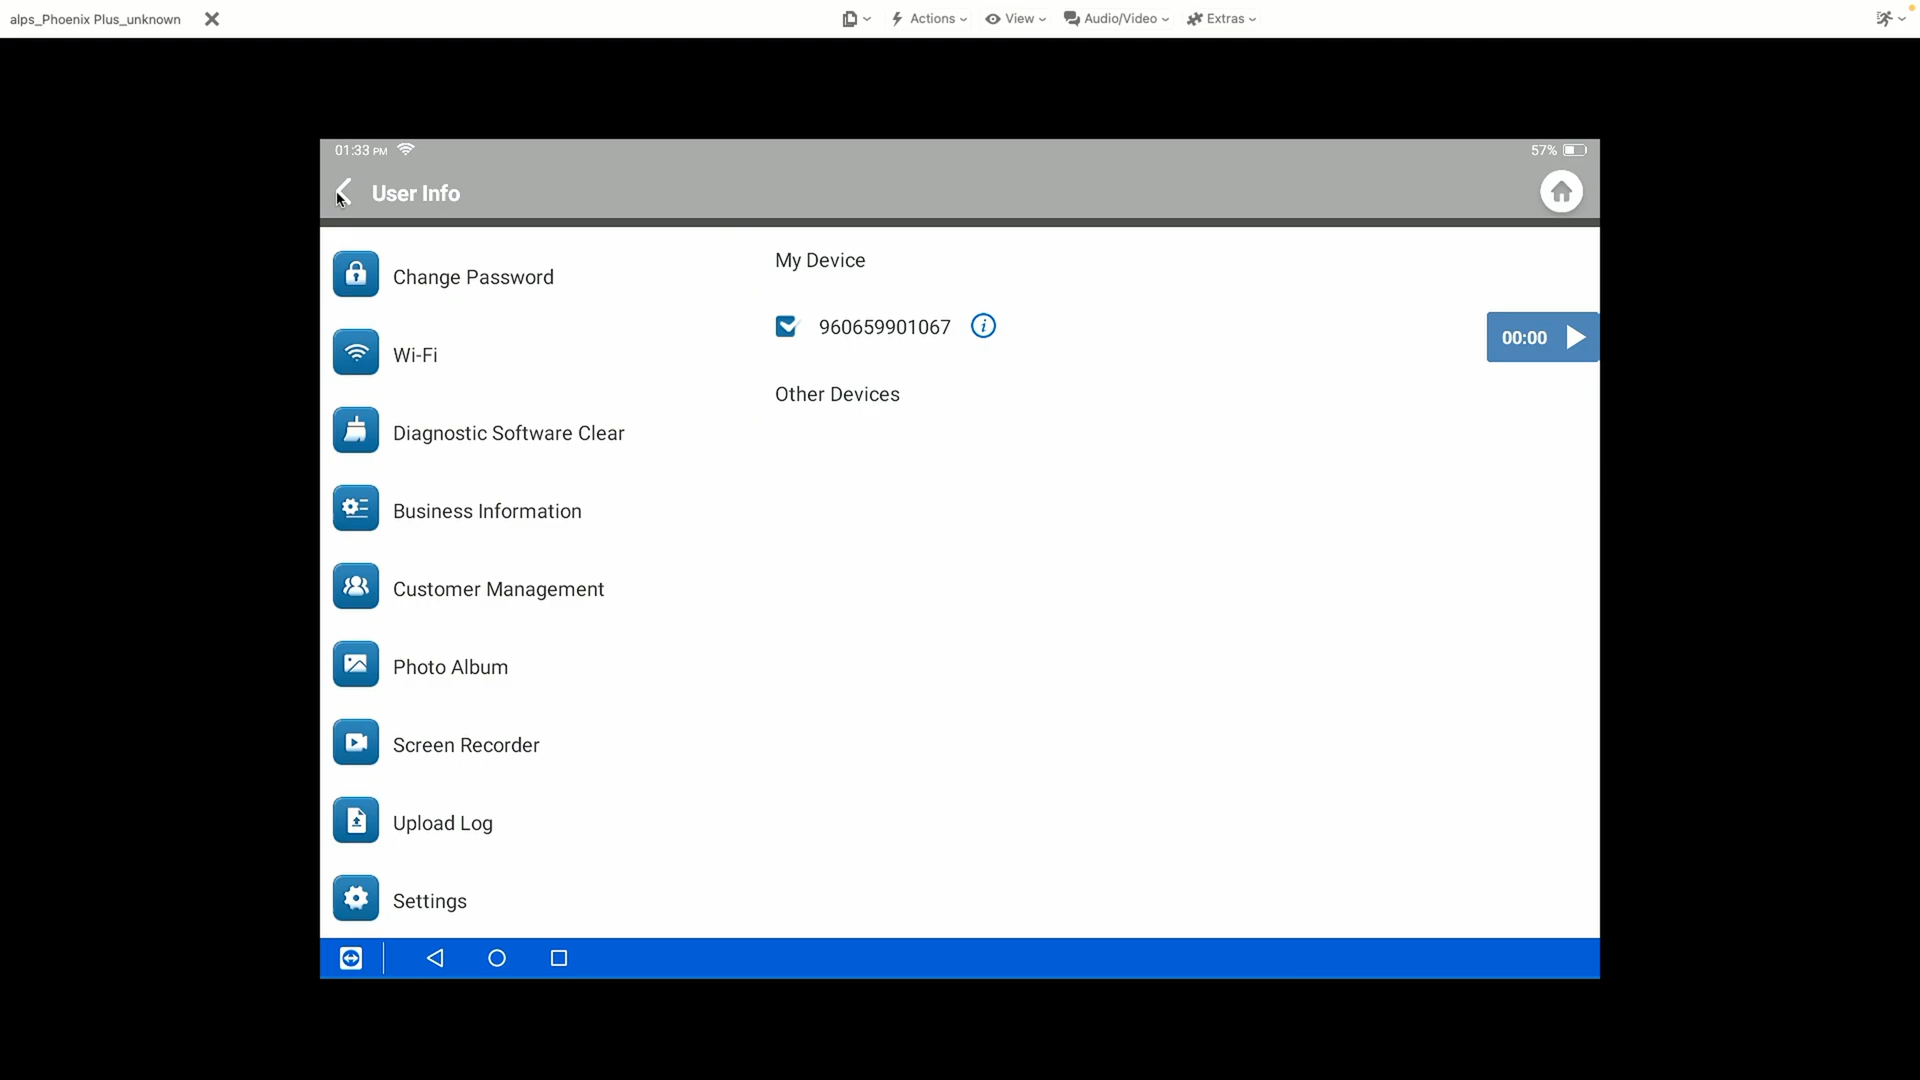 alps_Phoenix Plus_unknown
Actions
View
Audio/Video
Extras
01:33 PM
57%
User Info
Change Password
Wi-Fi
Diagnostic Software Clear
Business Information
Customer Management
Photo Album
Screen Recorder
Upload Log
Settings
My Device
960659901067
Other Devices
00:00